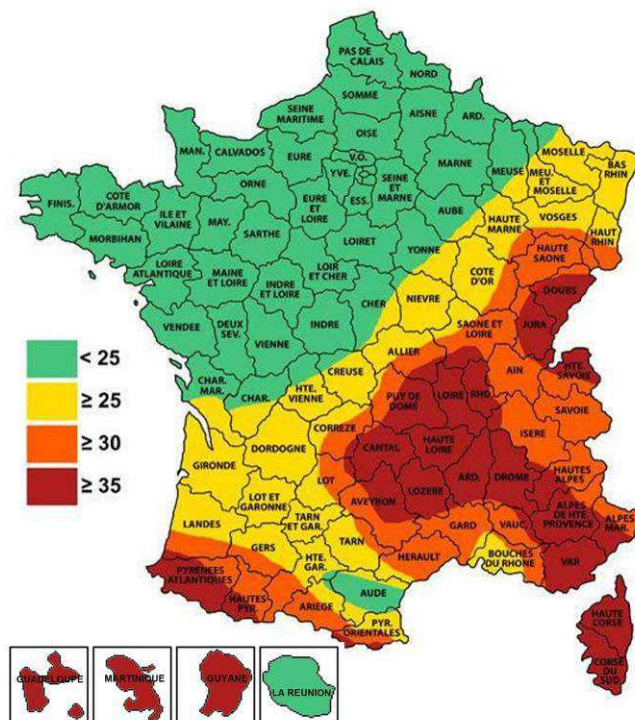 PAS DE
CALAIS
NORD
SOMME
SEINE
MARITIME
AISNE
ARD.
OISE
MAN.
CALVADOS
EURE
V.O.
YVE.
ESS.
SEINE
ET
MARNE
MARNE
MEUSE
MOSELLE
MEU.
ET
MOSELLE
BAS
RHIN
FINIS.
COTE
D'ARMOR
ILE ET
VILAINE
MORBIHAN
ORNE
MAY.
SARTHE
EURE
ET
LOIRE
AUBE
HAUTE
MARNE
VOSGES
HAUT
RHIN
LOIRET
YONNE
LOIRE
ATLANTIQUE
MAINE
ET LOIRE
INDRE
ET LOIRE
LOIR
ET CHER
CHER
NIEVRE
COTE
D'OR
HAUTE
SAONE
DOUBS
JURA
VENDEE
DEUX
SEV.
VIENNE
INDRE
ALLIER
SAONE ET
LOIRE
< 25
≥ 25
≥ 30
≥ 35
CHAR.
MAR.
CHAR.
HTE.
VIENNE
CREUSE
PUY DE
DOME
LOIRE
RHO.
AIN
HTE.
SAVOIE
SAVOIE
CORREZE
DORDOGNE
GIRONDE
CANTAL
HAUTE
LOIRE
ISERE
LOT
LOT ET
GARONNE
AVEYRON
LOZERE
ARD.
DROME
HAUTES
ALPES
LANDES
TARN
ET GAR.
TARN
GARD
VAUC.
ALPES
DE HTE.
PROVENCE
ALPES
MAR.
GERS
HTE.
GAR.
HERAULT
BOUCHES
DU RHONE
VAR
PYRENEES
ATLANTIQUES
HAUTES
PYR.
ARIEGE
AUDE
PYR.
ORIENTALES
HAUTE
CORSE
CORSE
DU
SUD
GUADELOUPE
MARTINIQUE
GUYANE
LA REUNION